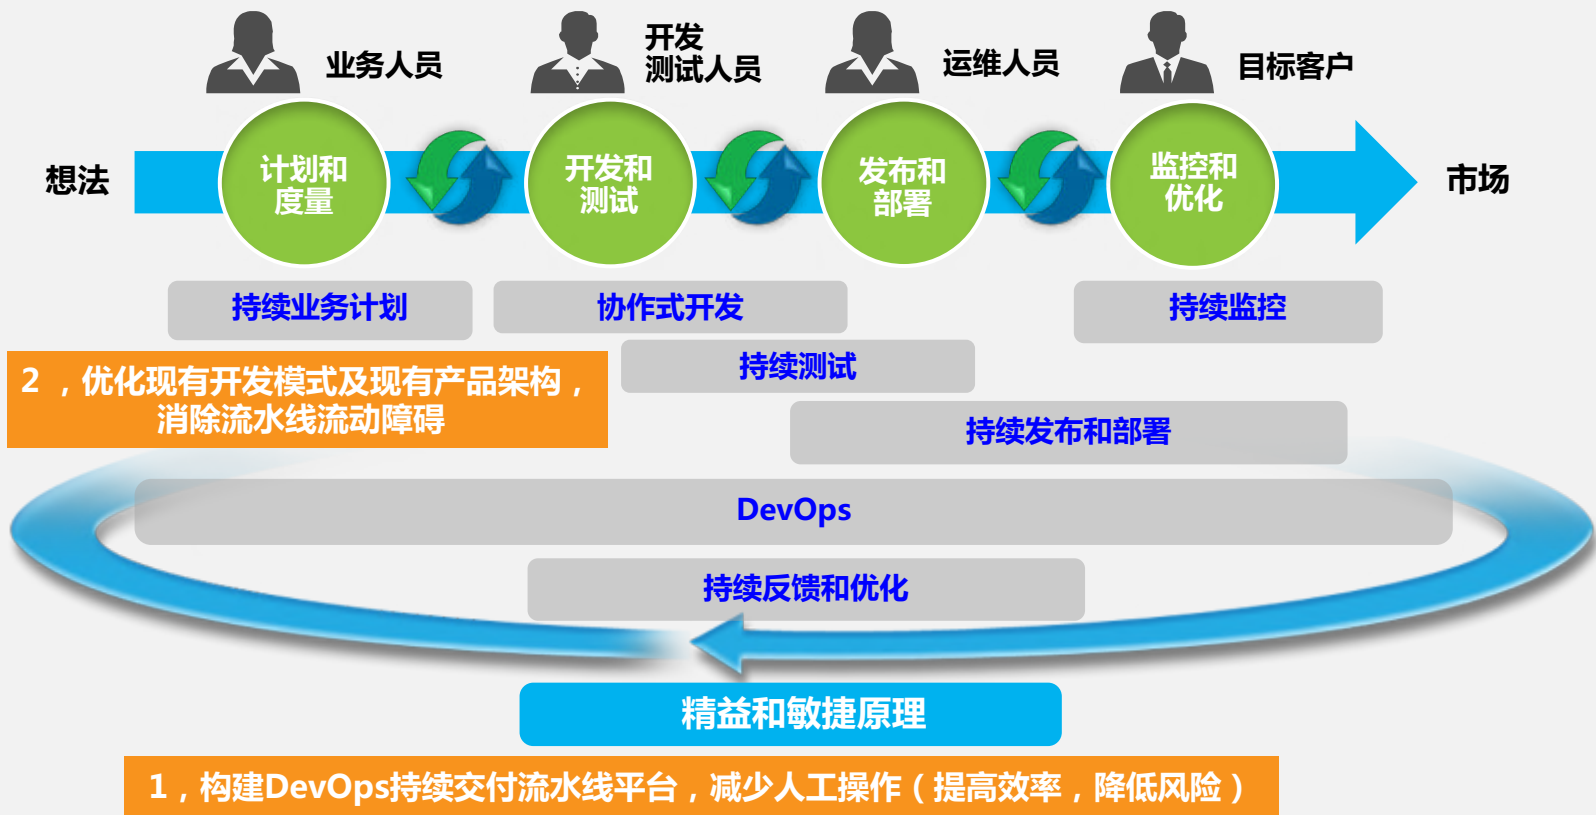 业务人员
开发
测试人员
运维人员
目标客户
想法
计划和
度量
开发和
测试
发布和
部署
监控和
优化
市场
持续业务计划
协作式开发
持续监控
持续测试
2，优化现有开发模式及现有产品架构，
消除流水线流动障碍
持续发布和部署
DevOps
持续反馈和优化
精益和敏捷原理
1，构建DevOps持续交付流水线平台，减少人工操作（提高效率，降低风险）